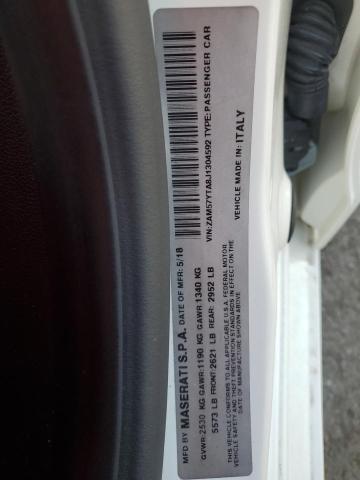 MFD BY MASERATI S.P.A. DATE OF MFR: 5/18
GVWR:2530 KG GAWR:1190 KG GAWR:1340 KG
5573 LB FRONT:2621 LB REAR: 2952 LB
THIS VEHICLE CONFORMS TO ALL APPLICABLE U.S.A. FEDERAL MOTOR
VEHICLE SAFETY AND THEFT PREVENTION STANDARDS IN EFFECT ON THE
DATE OF MANUFACTURE SHOWN ABOVE.
VIN:ZAM57YTA8J1304592 TYPE:PASSENGER CAR
VEHICLE MADE IN: ITALY